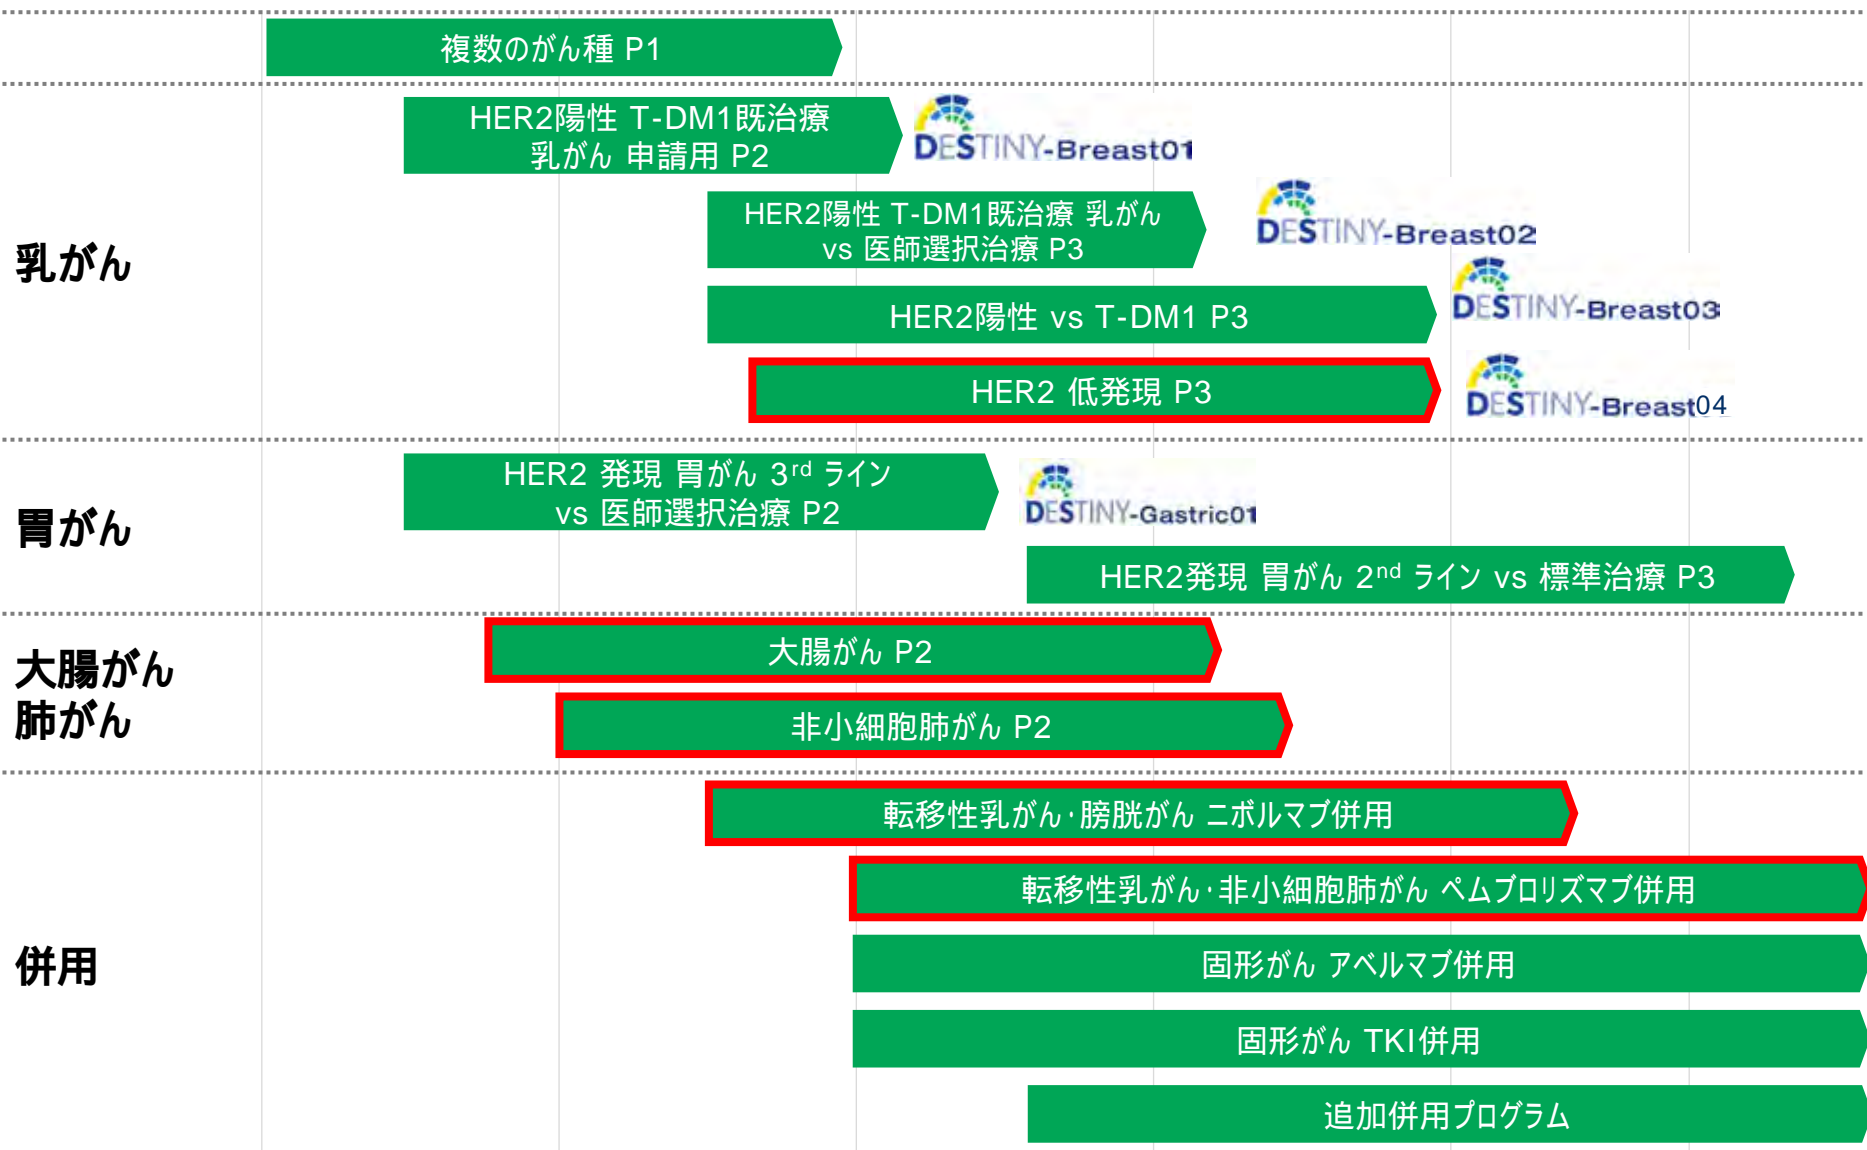 複数のがん種 P1
乳がん
HER2陽性 T-DM1既治療
乳がん 申請用 P2
DESTINY-Breast01
HER2陽性 T-DM1既治療 乳がん
vs 医師選択治療 P3
DESTINY-Breast02
HER2陽性 vs T-DM1 P3
DESTINY-Breast03
HER2 低発現 P3
DESTINY-Breast04
胃がん
HER2 発現 胃がん 3rd ライン
vs 医師選択治療 P2
DESTINY-Gastric01
HER2発現 胃がん 2nd ライン vs 標準治療 P3
大腸がん
肺がん
大腸がん P2
非小細胞肺がん P2
併用
転移性乳がん・膀胱がん ニボルマブ併用
転移性乳がん・非小細胞肺がん ペムブロリズマブ併用
固形がん アベルマブ併用
固形がん TKI併用
追加併用プログラム